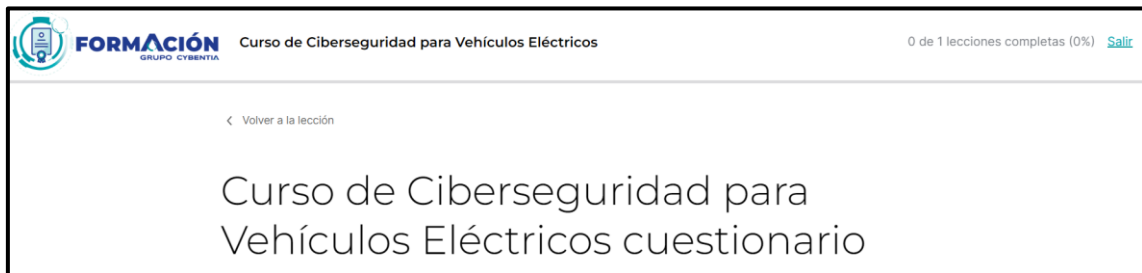 FORMACIÓN
GRUPO CYBENTIA
Curso de Ciberseguridad para Vehículos Eléctricos
0 de 1 lecciones completas (0%) Salir
Volver a la lección
Curso de Ciberseguridad para
Vehículos Eléctricos cuestionario